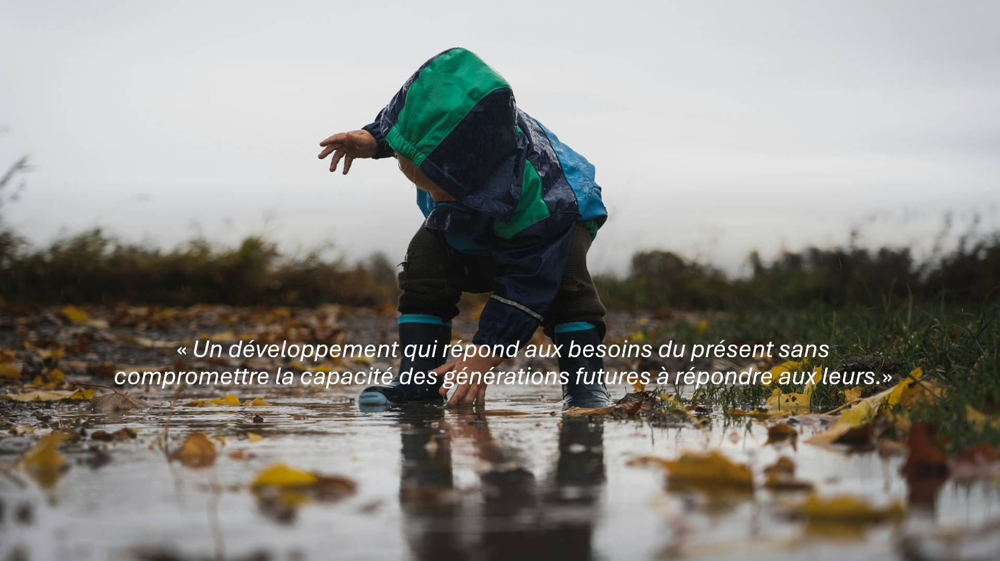 « Un développement qui répond aux besoins du présent sans
compromettre la capacité des générations futures à répondre aux leurs.»